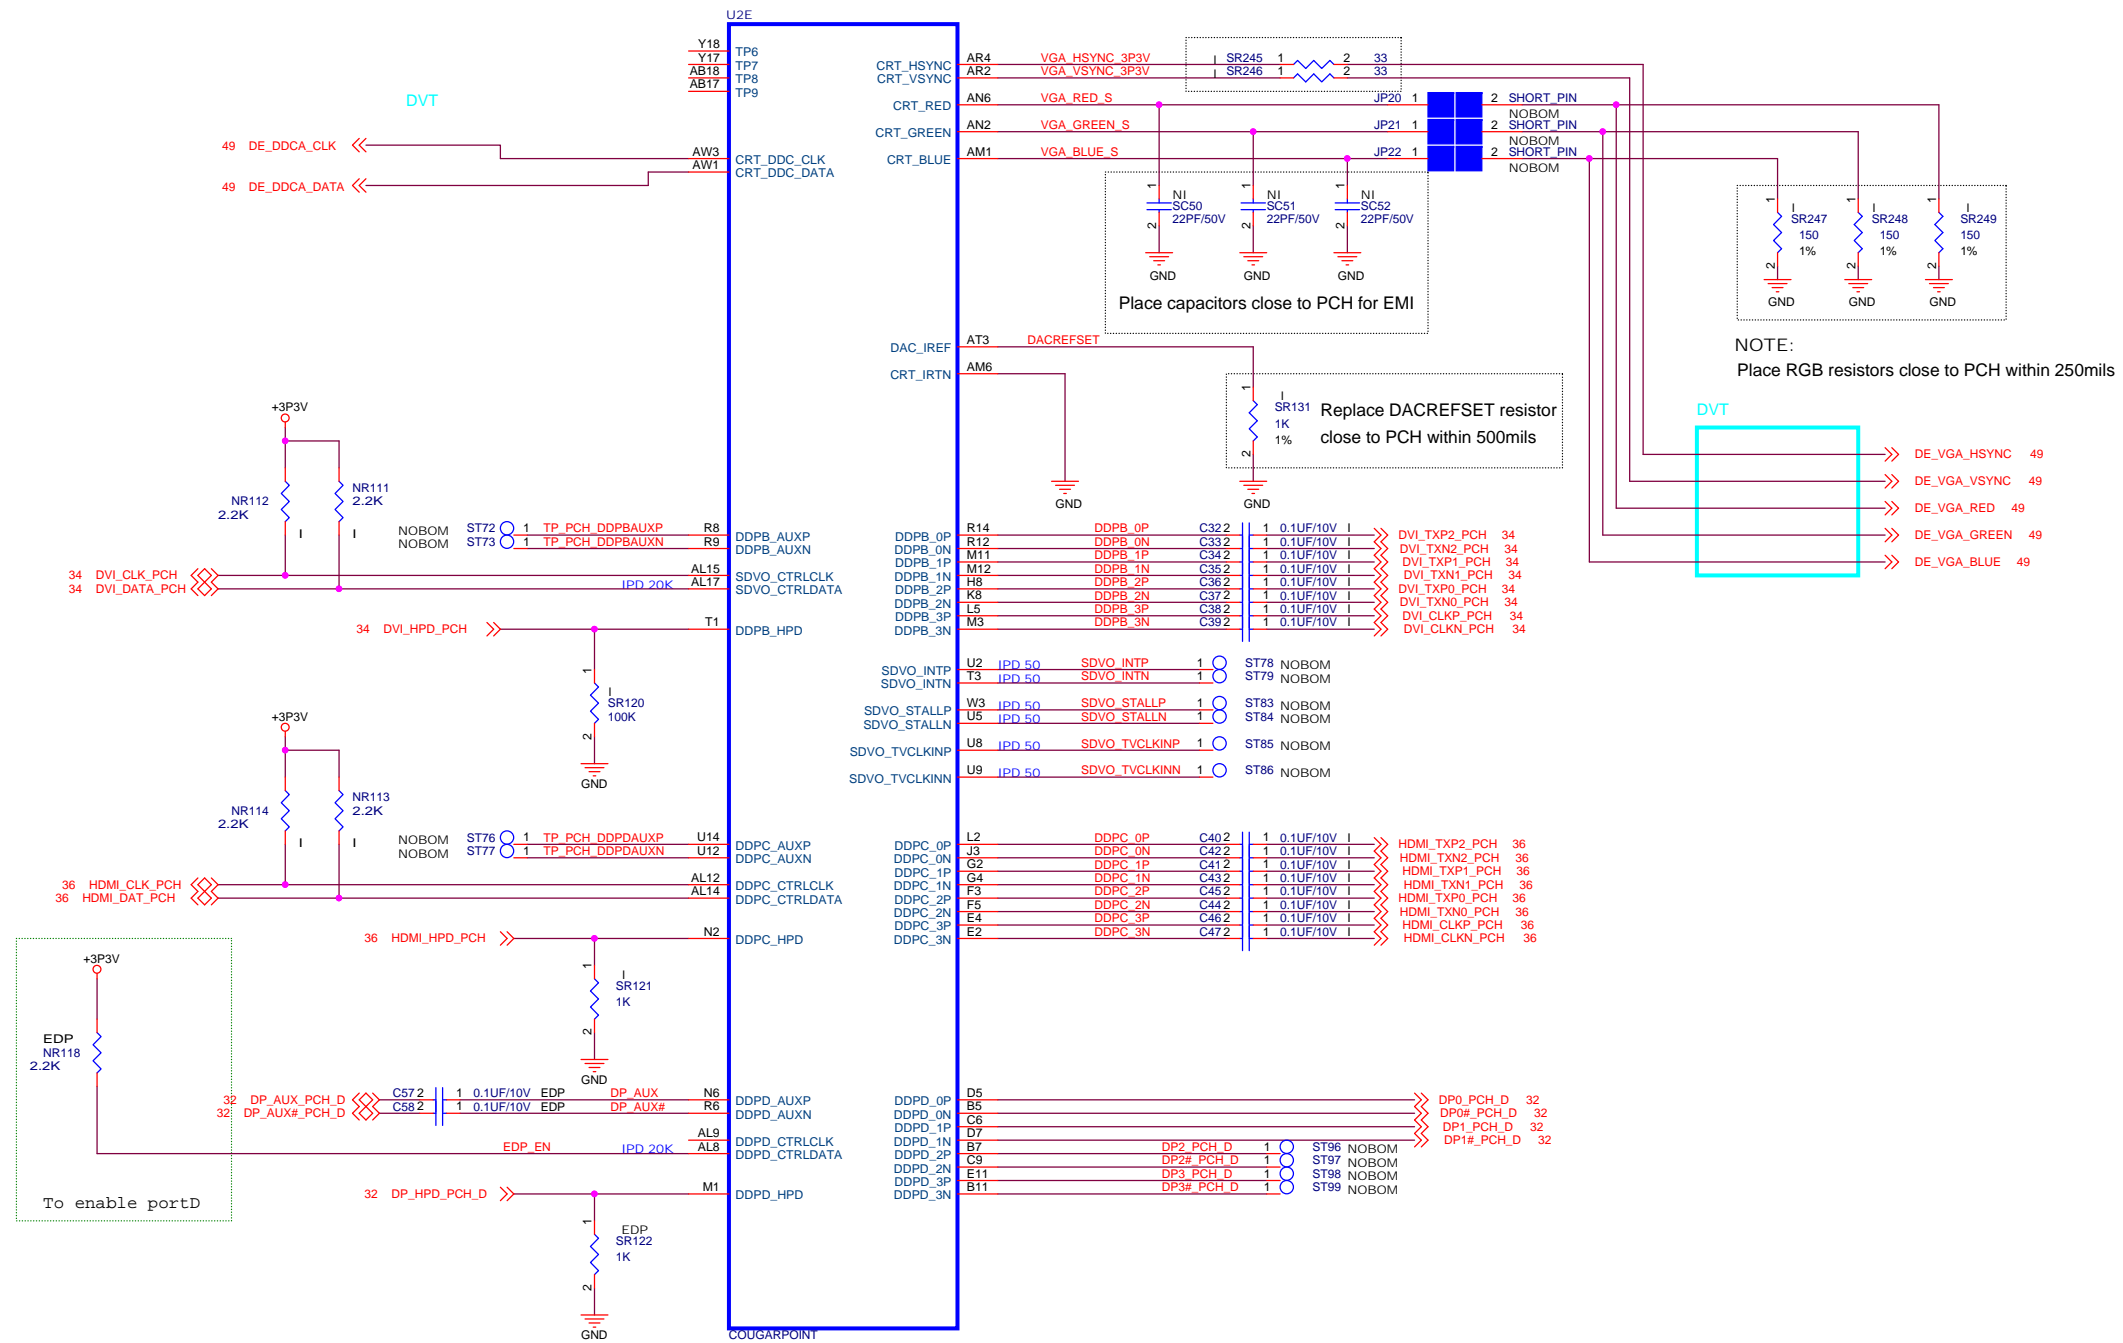 U2E
Y18 TP6
Y17 TP7
AB18 TP8
AB17 TP9
DVT
49 DE_DDCA_CLK
AW3 CRT_DDC_CLK
AW1 CRT_DDC_DATA
49 DE_DDCA_DATA
CRT_HSYNC AR4 VGA_HSYNC_3P3V I SR245 1 2 33
CRT_VSYNC AR2 VGA_VSYNC_3P3V I SR246 1 2 33
CRT_RED AN6 VGA_RED_S JP20 1 2 SHORT_PIN
NOBOM
CRT_GREEN AN2 VGA_GREEN_S JP21 1 2 SHORT_PIN
NOBOM
CRT_BLUE AM1 VGA_BLUE_S JP22 1 2 SHORT_PIN
NOBOM
1 NI SC50 22PF/50V 2 GND
1 NI SC51 22PF/50V 2 GND
1 NI SC52 22PF/50V 2 GND
Place capacitors close to PCH for EMI
1 I SR247 150 1% 2 GND
1 I SR248 150 1% 2 GND
1 I SR249 150 1% 2 GND
NOTE:
Place RGB resistors close to PCH within 250mils
DAC_IREF AT3 DACREFSET
CRT_IRTN AM6
GND
1 I SR131 1K 1% 2 GND
Replace DACREFSET resistor
close to PCH within 500mils
DVT
DE_VGA_HSYNC 49
DE_VGA_VSYNC 49
DE_VGA_RED 49
DE_VGA_GREEN 49
DE_VGA_BLUE 49
+3P3V
NR112 2.2K I
NR111 2.2K I
NOBOM ST72 1 TP_PCH_DDPBAUXP R8 DDPB_AUXP
NOBOM ST73 1 TP_PCH_DDPBAUXN R9 DDPB_AUXN
34 DVI_CLK_PCH AL15 SDVO_CTRLCLK
34 DVI_DATA_PCH IPD 20K AL17 SDVO_CTRLDATA
34 DVI_HPD_PCH T1 DDPB_HPD
1 I SR120 100K 2 GND
DDPB_0P R14 DDPB_0P C32 2 1 0.1UF/10V I DVI_TXP2_PCH 34
DDPB_0N R12 DDPB_0N C33 2 1 0.1UF/10V I DVI_TXN2_PCH 34
DDPB_1P M11 DDPB_1P C34 2 1 0.1UF/10V I DVI_TXP1_PCH 34
DDPB_1N M12 DDPB_1N C35 2 1 0.1UF/10V I DVI_TXN1_PCH 34
DDPB_2P H8 DDPB_2P C36 2 1 0.1UF/10V I DVI_TXP0_PCH 34
DDPB_2N K8 DDPB_2N C37 2 1 0.1UF/10V I DVI_TXN0_PCH 34
DDPB_3P L5 DDPB_3P C38 2 1 0.1UF/10V I DVI_CLKP_PCH 34
DDPB_3N M3 DDPB_3N C39 2 1 0.1UF/10V I DVI_CLKN_PCH 34
SDVO_INTP U2 IPD 50 SDVO_INTP 1 ST78 NOBOM
SDVO_INTN T3 IPD 50 SDVO_INTN 1 ST79 NOBOM
SDVO_STALLP W3 IPD 50 SDVO_STALLP 1 ST83 NOBOM
SDVO_STALLN U5 IPD 50 SDVO_STALLN 1 ST84 NOBOM
SDVO_TVCLKINP U8 IPD 50 SDVO_TVCLKINP 1 ST85 NOBOM
SDVO_TVCLKINN U9 IPD 50 SDVO_TVCLKINN 1 ST86 NOBOM
+3P3V
NR114 2.2K I
NR113 2.2K I
NOBOM ST76 1 TP_PCH_DDPDAUXP U14 DDPC_AUXP
NOBOM ST77 1 TP_PCH_DDPDAUXN U12 DDPC_AUXN
36 HDMI_CLK_PCH AL12 DDPC_CTRLCLK
36 HDMI_DAT_PCH AL14 DDPC_CTRLDATA
36 HDMI_HPD_PCH N2 DDPC_HPD
1 I SR121 1K 2 GND
DDPC_0P L2 DDPC_0P C40 2 1 0.1UF/10V I HDMI_TXP2_PCH 36
DDPC_0N J3 DDPC_0N C42 2 1 0.1UF/10V I HDMI_TXN2_PCH 36
DDPC_1P G2 DDPC_1P C41 2 1 0.1UF/10V I HDMI_TXP1_PCH 36
DDPC_1N G4 DDPC_1N C43 2 1 0.1UF/10V I HDMI_TXN1_PCH 36
DDPC_2P F3 DDPC_2P C45 2 1 0.1UF/10V I HDMI_TXP0_PCH 36
DDPC_2N F5 DDPC_2N C44 2 1 0.1UF/10V I HDMI_TXN0_PCH 36
DDPC_3P E4 DDPC_3P C46 2 1 0.1UF/10V I HDMI_CLKP_PCH 36
DDPC_3N E2 DDPC_3N C47 2 1 0.1UF/10V I HDMI_CLKN_PCH 36
+3P3V
EDP
NR118
2.2K
To enable portD
32 DP_AUX_PCH_D C57 2 1 0.1UF/10V EDP DP_AUX N6 DDPD_AUXP
32 DP_AUX#_PCH_D C58 2 1 0.1UF/10V EDP DP_AUX# R6 DDPD_AUXN
AL9 DDPD_CTRLCLK
EDP_EN IPD 20K AL8 DDPD_CTRLDATA
32 DP_HPD_PCH_D M1 DDPD_HPD
1 EDP SR122 1K 2 GND
DDPD_0P D5 DP0_PCH_D 32
DDPD_0N B5 DP0#_PCH_D 32
DDPD_1P C6 DP1_PCH_D 32
DDPD_1N D7 DP1#_PCH_D 32
DDPD_2P B7 DP2_PCH_D 1 ST96 NOBOM
DDPD_2N C9 DP2#_PCH_D 1 ST97 NOBOM
DDPD_3P E11 DP3_PCH_D 1 ST98 NOBOM
DDPD_3N B11 DP3#_PCH_D 1 ST99 NOBOM
COUGARPOINT